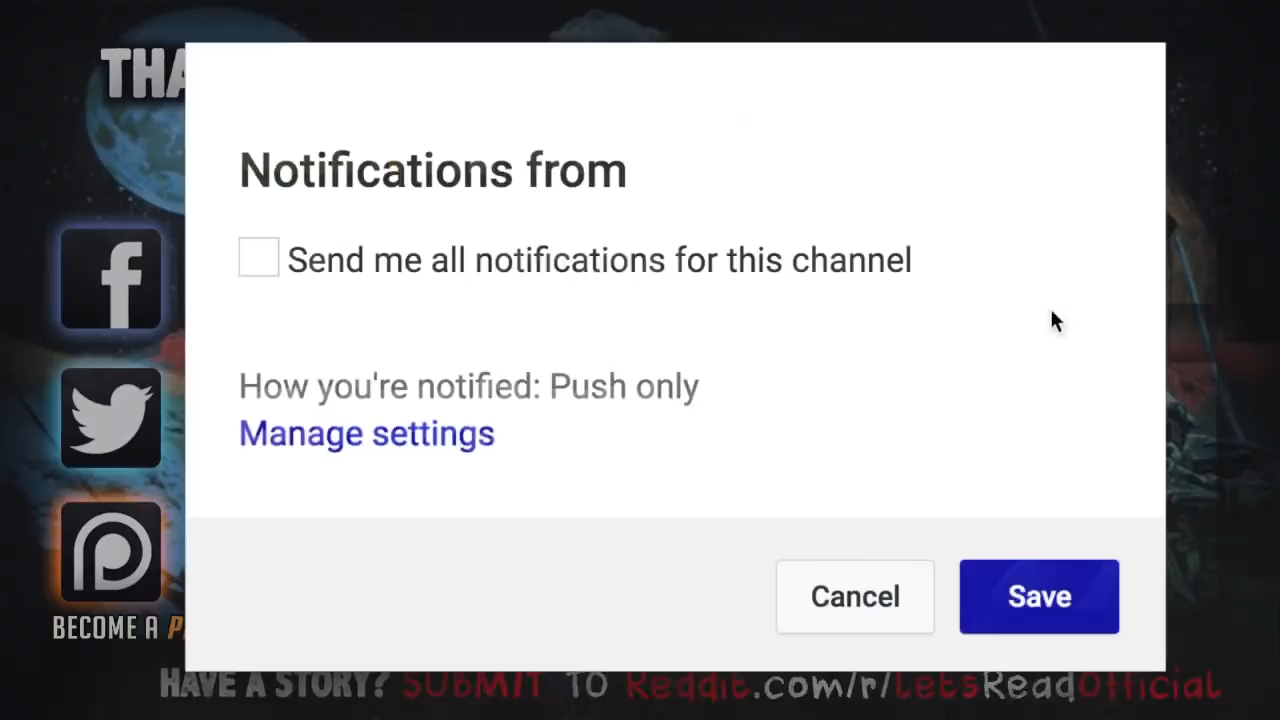 THA
Notifications from
Send me all notifications for this channel
How you're notified: Push only
Manage settings
Cancel
Save
BECOME A P
HAVE A STORY? SUBMIT TO Reddit.com/r/LetsReadOfficial